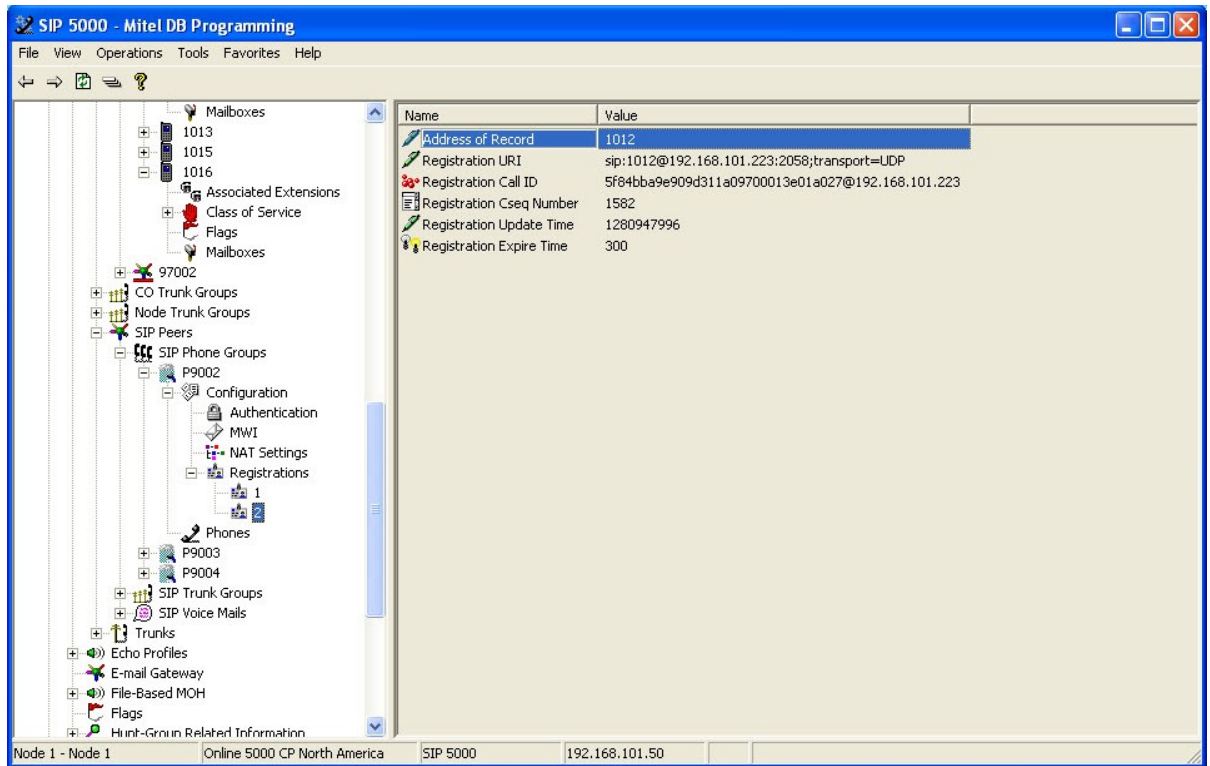 SIP 5000 - Mitel DB Programming
File View Operations Tools Favorites Help
Mailboxes
1013
1015
1016
Associated Extensions
Class of Service
Flags
Mailboxes
97002
CO Trunk Groups
Node Trunk Groups
SIP Peers
SIP Phone Groups
P9002
Configuration
Authentication
MWI
NAT Settings
Registrations
1
2
Phones
P9003
P9004
SIP Trunk Groups
SIP Voice Mails
Trunks
Echo Profiles
E-mail Gateway
File-Based MOH
Flags
Hunt-Group Related Information
Name Value
Address of Record 1012
Registration URI sip:1012@192.168.101.223:2058;transport=UDP
Registration Call ID 5f84bba9e909d311a09700013e01a027@192.168.101.223
Registration Cseq Number 1582
Registration Update Time 1280947996
Registration Expire Time 300
Node 1 - Node 1 Online 5000 CP North America SIP 5000 192.168.101.50